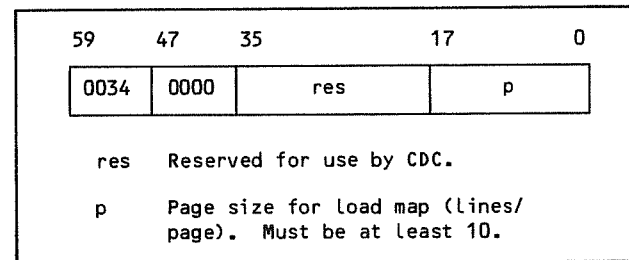 59 47 35 17 0
0034 0000 res p
res Reserved for use by CDC.
p Page size for load map (lines/
page). Must be at least 10.